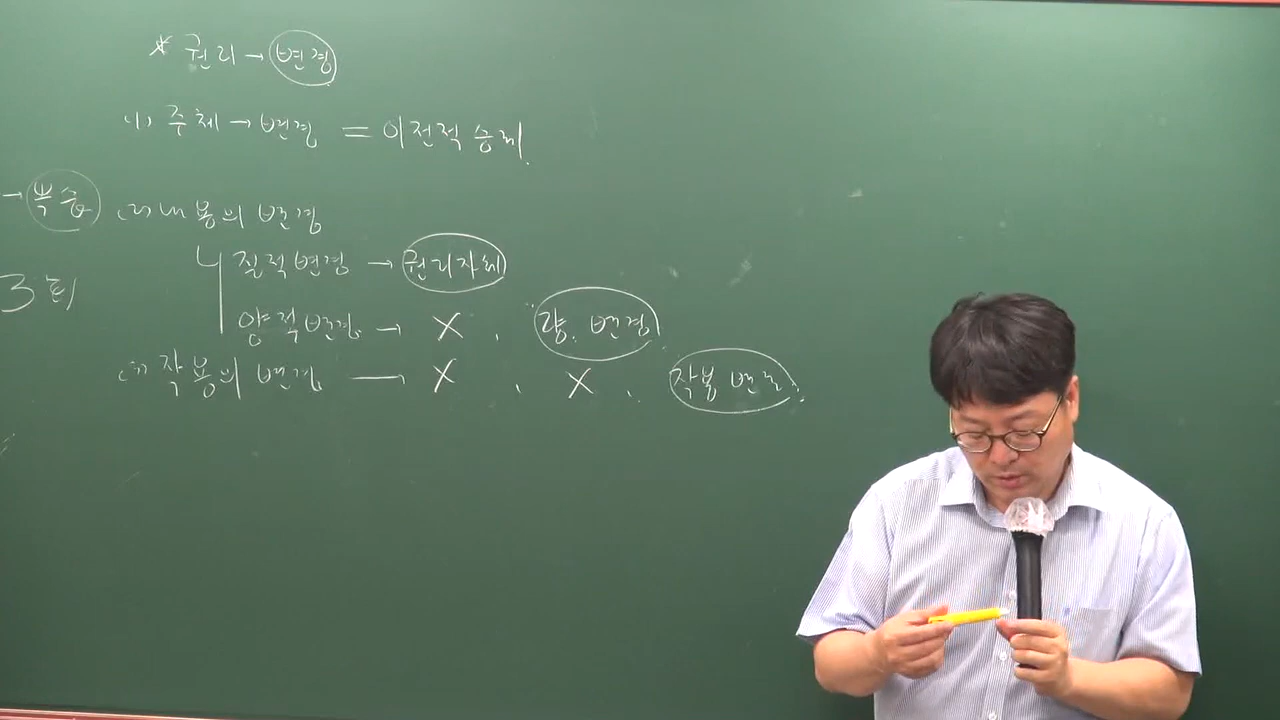 * 권리 → 변경
(1) 주체 → 변경 = 이전적 승계.
→ 복습
(2) 내용의 변경
질적변경 → 권리자체
3회
양적변경. → X, 량. 변경.
(3) 작용의 변경. → X, X, 작용 변경